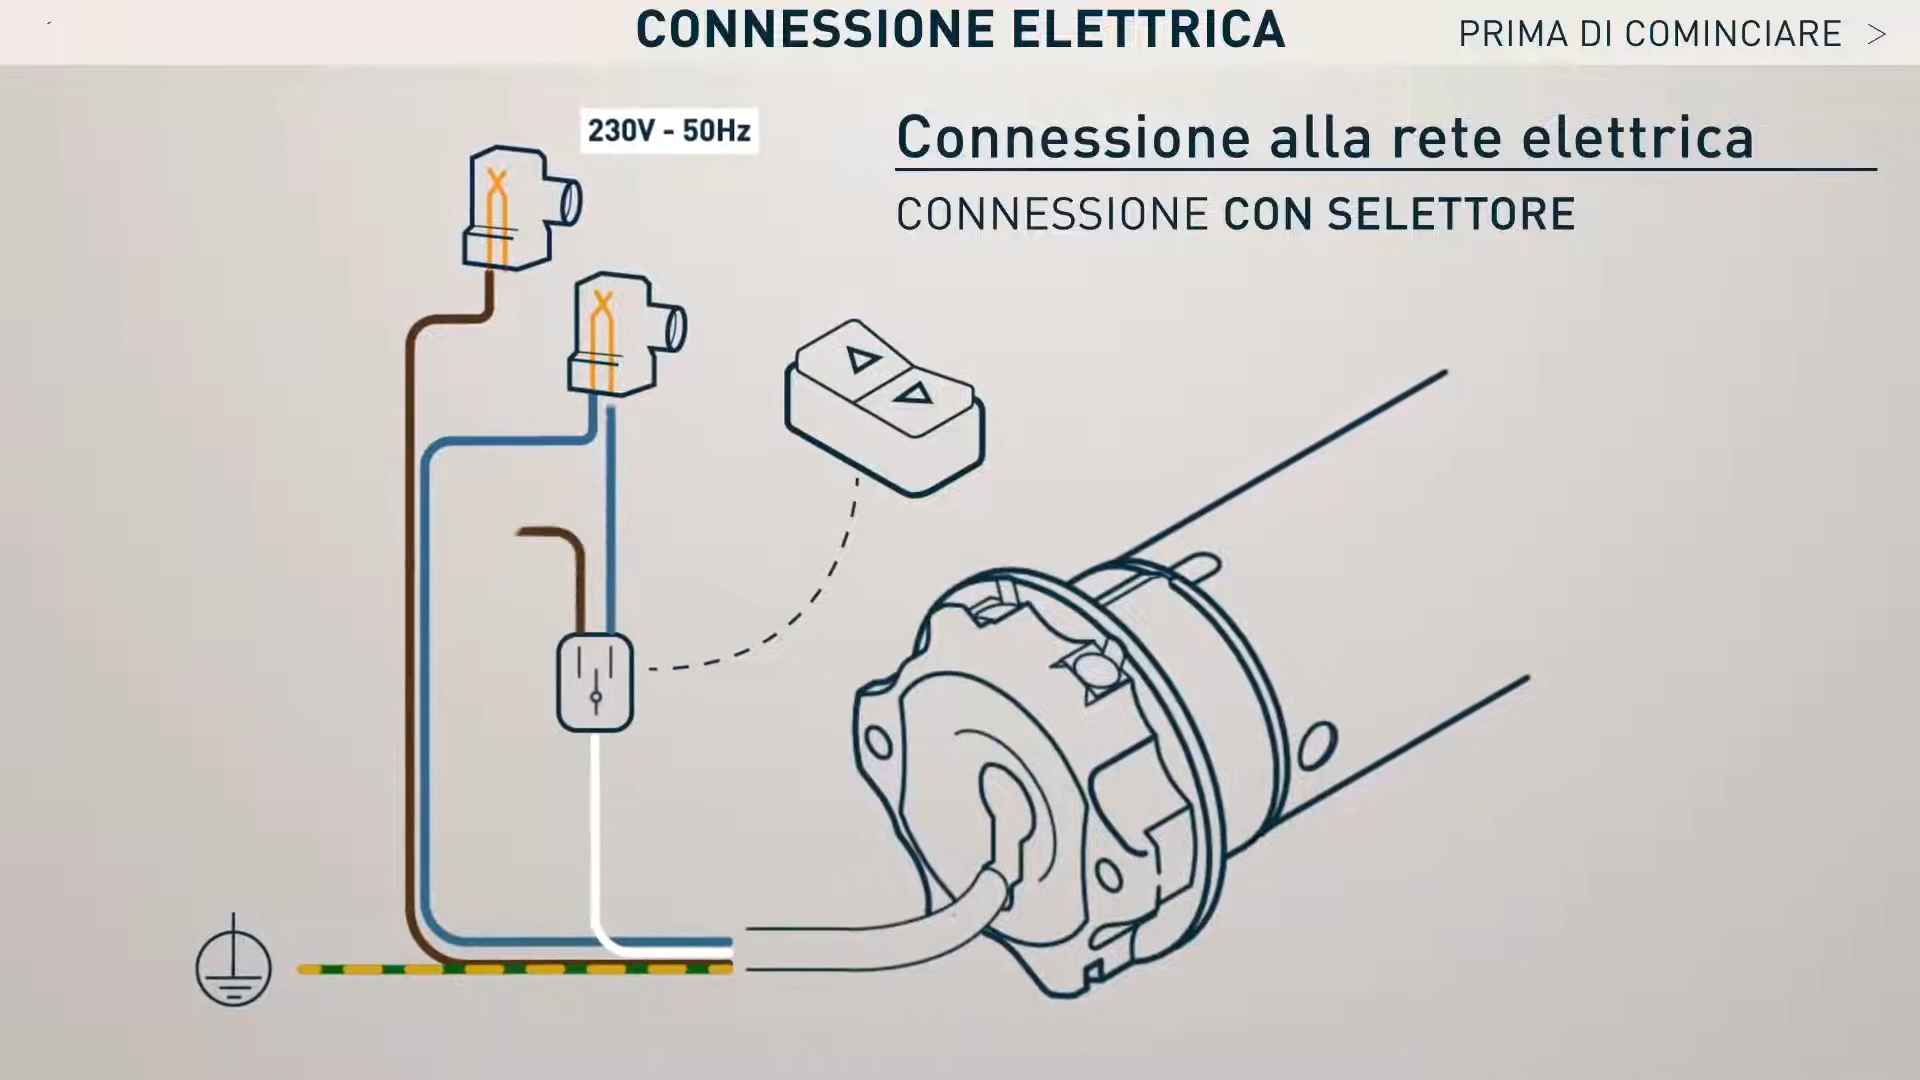 CONNESSIONE ELETTRICA
PRIMA DI COMINCIARE >
230V - 50Hz
Connessione alla rete elettrica
CONNESSIONE CON SELETTORE